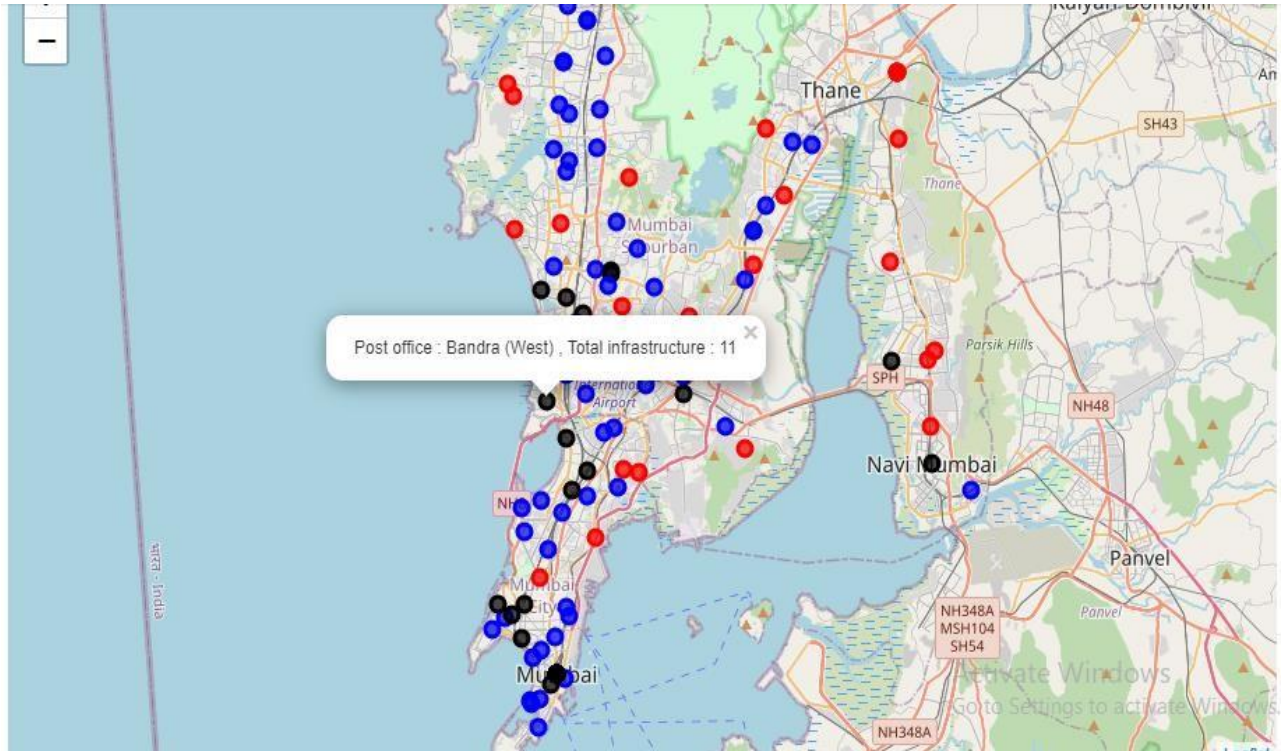 −
Kalyan-Dombivli
Thane
SH43
Thane
Mumbai
Suburban
Post office : Bandra (West) , Total infrastructure : 11
×
International
Airport
SPH
Parsik Hills
NH48
Navi Mumbai
भारत - India
Panvel
Mumbai
City
NH348A
MSH104
SH54
Panvel
Mumbai
Activate Windows
Go to Settings to activate Windows.
NH348A